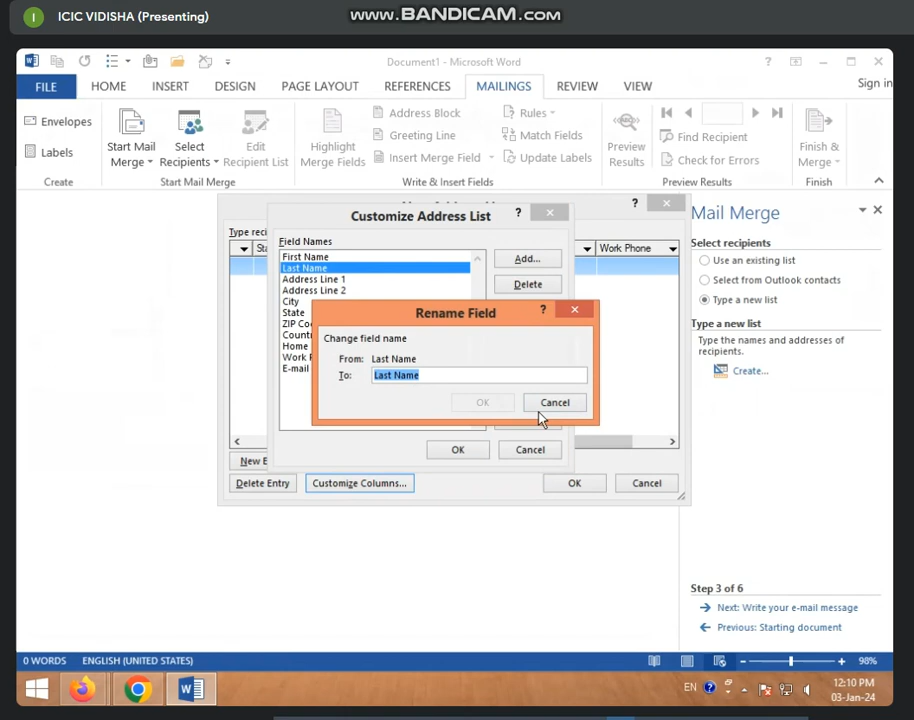 I ICIC VIDISHA (Presenting)
www.BANDICAM.com
Document1 - Microsoft Word
?
FILE HOME INSERT DESIGN PAGE LAYOUT REFERENCES MAILINGS REVIEW VIEW Sign in
Envelopes
Labels
Create
Start Mail Merge
Select Recipients
Edit Recipient List
Start Mail Merge
Highlight Merge Fields
Address Block
Greeting Line
Insert Merge Field
Rules
Match Fields
Update Labels
Write & Insert Fields
Preview Results
Find Recipient
Check for Errors
Preview Results
Finish & Merge
Finish
?
Customize Address List ?
Type reci
Work Phone
Field Names
First Name
Last Name
Address Line 1
Address Line 2
City
State
ZIP Co
Countr
Home
Work P
E-mail
Add...
Delete
Rename Field ?
Change field name
From: Last Name
To: Last Name
OK Cancel
OK Cancel
New E
Delete Entry Customize Columns... OK Cancel
Mail Merge
Select recipients
Use an existing list
Select from Outlook contacts
Type a new list
Type a new list
Type the names and addresses of
recipients.
Create...
Step 3 of 6
Next: Write your e-mail message
Previous: Starting document
0 WORDS ENGLISH (UNITED STATES) 98%
EN ? 12:10 PM
03-Jan-24